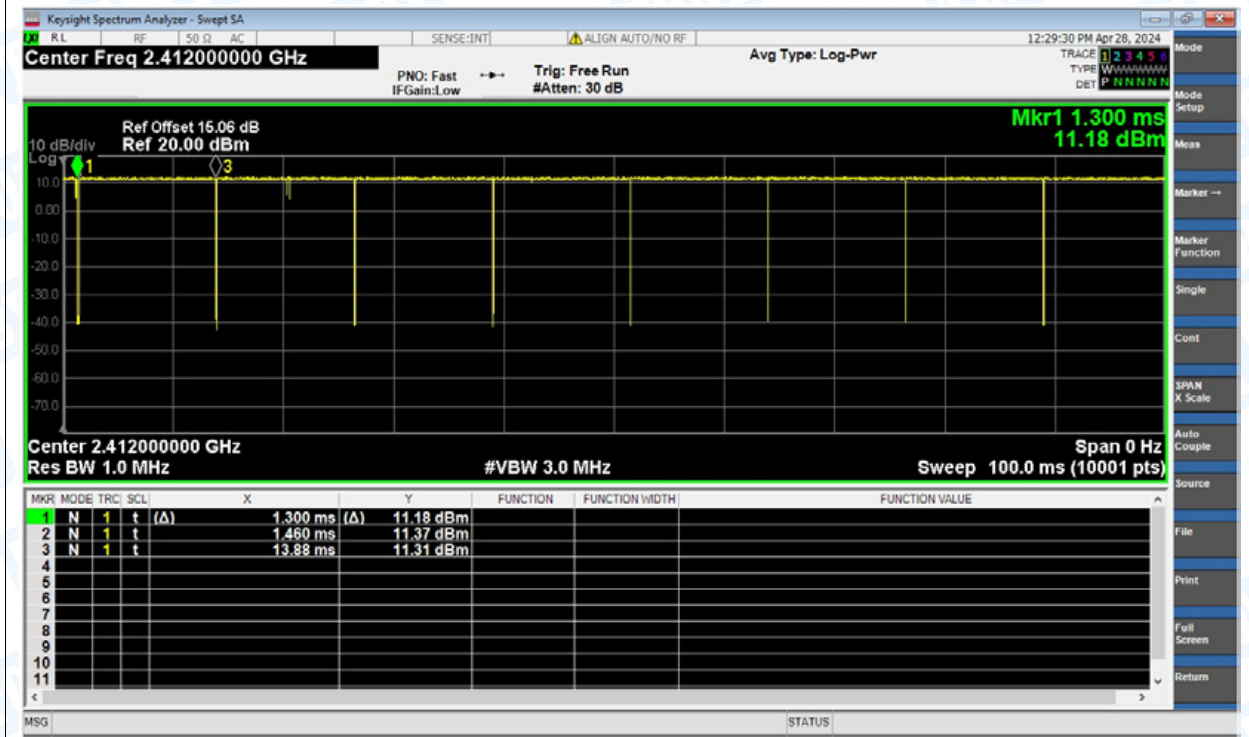 Keysight Spectrum Analyzer - Swept SA
RL RF 50 Ω AC SENSE:INT ALIGN AUTO/NO RF 12:29:30 PM Apr 28, 2024
Center Freq 2.412000000 GHz
Avg Type: Log-Pwr
TRACE 1 2 3 4 5 6
TYPE WWWWWW
DET P N N N N N
PNO: Fast
IFGain:Low
Trig: Free Run
#Atten: 30 dB
Mkr1 1.300 ms
11.18 dBm
Ref Offset 15.06 dB
10 dB/div Ref 20.00 dBm
Log
1
3
10.0
0.00
-10.0
-20.0
-30.0
-40.0
-50.0
-60.0
-70.0
Center 2.412000000 GHz Span 0 Hz
Res BW 1.0 MHz #VBW 3.0 MHz Sweep 100.0 ms (10001 pts)
MKR MODE TRC SCL X Y FUNCTION FUNCTION WIDTH FUNCTION VALUE
1 N 1 t (Δ) 1.300 ms (Δ) 11.18 dBm
2 N 1 t 1.460 ms 11.37 dBm
3 N 1 t 13.88 ms 11.31 dBm
4
5
6
7
8
9
10
11
MSG STATUS
Mode
Mode
Setup
Meas
Marker →
Marker
Function
Single
Cont
SPAN
X Scale
Auto
Couple
Source
File
Print
Full
Screen
Return